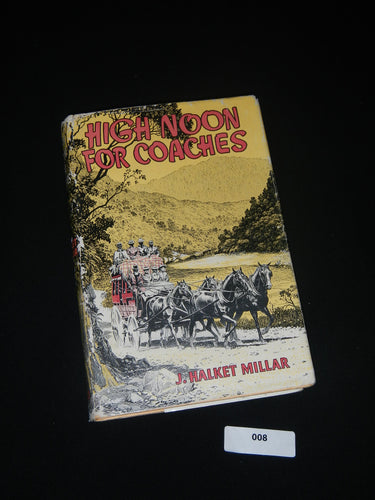 HIGH NOON
FOR COACHES
J. HALKET MILLAR
008